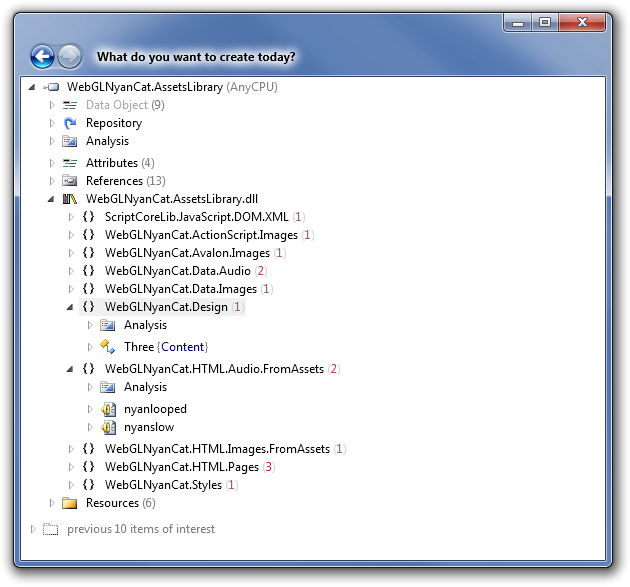 What do you want to create today?
WebGLNyanCat.AssetsLibrary (AnyCPU)
Data Object (9)
Repository
Analysis
Attributes (4)
References (13)
WebGLNyanCat.AssetsLibrary.dll
{} ScriptCoreLib.JavaScript.DOM.XML (1)
{} WebGLNyanCat.ActionScript.Images (1)
{} WebGLNyanCat.Avalon.Images (1)
{} WebGLNyanCat.Data.Audio (2)
{} WebGLNyanCat.Data.Images (1)
{} WebGLNyanCat.Design (1)
Analysis
Three {Content}
{} WebGLNyanCat.HTML.Audio.FromAssets (2)
Analysis
nyanlooped
nyanslow
{} WebGLNyanCat.HTML.Images.FromAssets (1)
{} WebGLNyanCat.HTML.Pages (3)
{} WebGLNyanCat.Styles (1)
Resources (6)
previous 10 items of interest